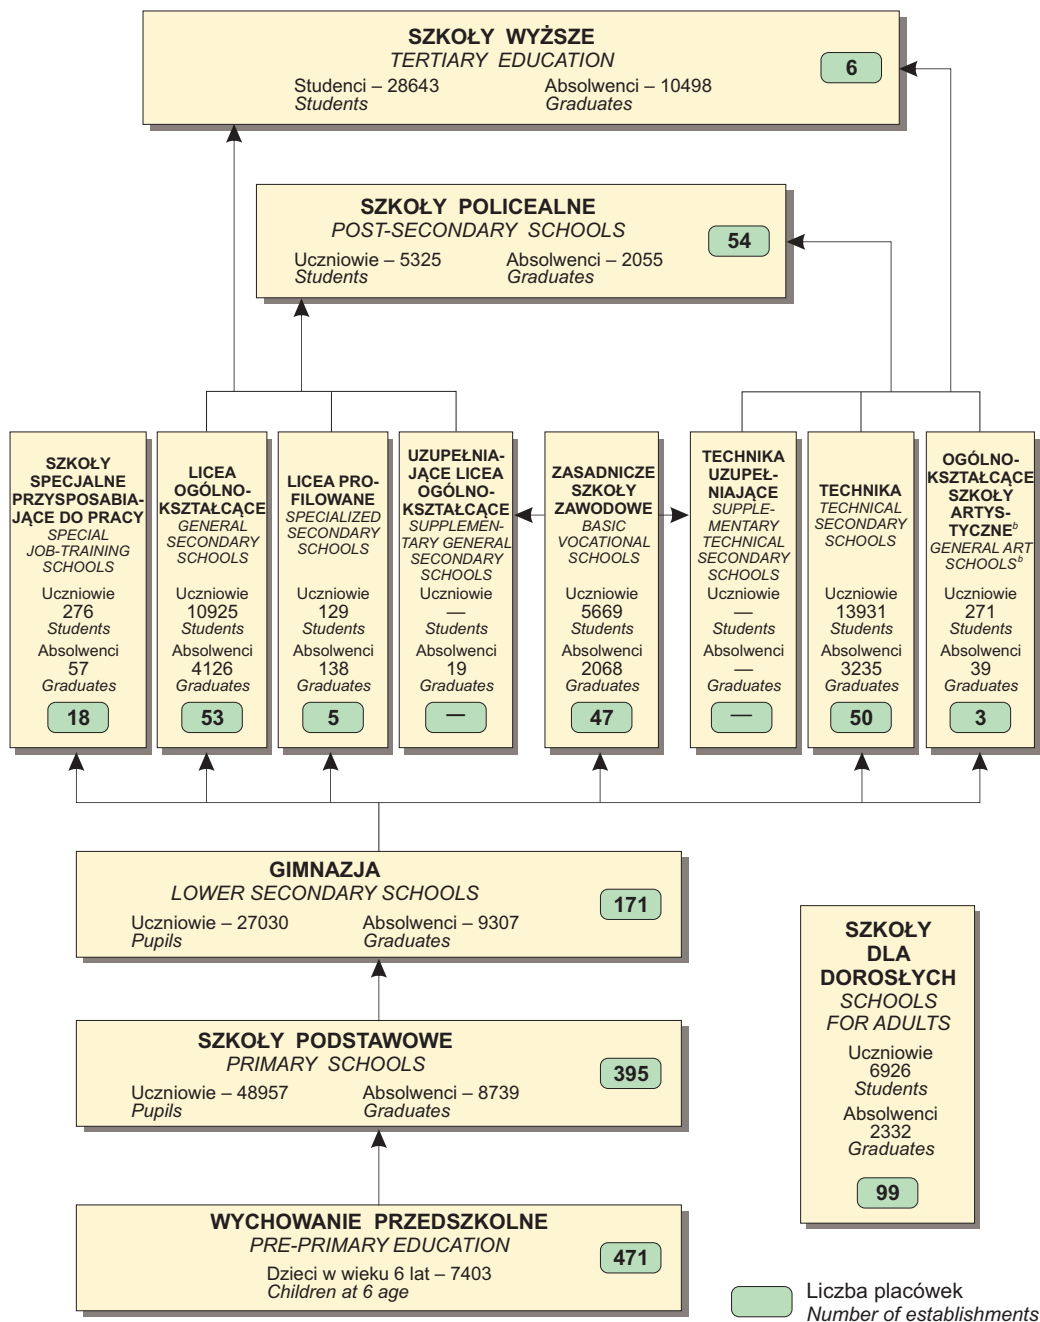 SZKOŁY WYŻSZE
TERTIARY EDUCATION
Studenci – 28643
Students
Absolwenci – 10498
Graduates
6
SZKOŁY POLICEALNE
POST-SECONDARY SCHOOLS
Uczniowie – 5325
Students
Absolwenci – 2055
Graduates
54
SZKOŁY
SPECJALNE
PRZYSPOSABIA-
JĄCE DO PRACY
SPECIAL
JOB-TRAINING
SCHOOLS
Uczniowie
276
Students
Absolwenci
57
Graduates
18
LICEA
OGÓLNO-
KSZTAŁCĄCE
GENERAL
SECONDARY
SCHOOLS
Uczniowie
10925
Students
Absolwenci
4126
Graduates
53
LICEA PRO-
FILOWANE
SPECIALIZED
SECONDARY
SCHOOLS
Uczniowie
129
Students
Absolwenci
138
Graduates
5
UZUPEŁNIA-
JĄCE LICEA
OGÓLNO-
KSZTAŁCĄCE
SUPPLEMEN-
TARY GENERAL
SECONDARY
SCHOOLS
Uczniowie
—
Students
Absolwenci
19
Graduates
—
ZASADNICZE
SZKOŁY
ZAWODOWE
BASIC
VOCATIONAL
SCHOOLS
Uczniowie
5669
Students
Absolwenci
2068
Graduates
47
TECHNIKA
UZUPEŁ-
NIAJĄCE
SUPPLE-
MENTARY
TECHNICAL
SECONDARY
SCHOOLS
Uczniowie
—
Students
Absolwenci
—
Graduates
—
TECHNIKA
TECHNICAL
SECONDARY
SCHOOLS
Uczniowie
13931
Students
Absolwenci
3235
Graduates
50
OGÓLNO-
KSZTAŁCĄCE
SZKOŁY
ARTYS-
TYCZNEᵇ
GENERAL ART
SCHOOLSᵇ
Uczniowie
271
Students
Absolwenci
39
Graduates
3
GIMNAZJA
LOWER SECONDARY SCHOOLS
Uczniowie – 27030
Pupils
Absolwenci – 9307
Graduates
171
SZKOŁY PODSTAWOWE
PRIMARY SCHOOLS
Uczniowie – 48957
Pupils
Absolwenci – 8739
Graduates
395
WYCHOWANIE PRZEDSZKOLNE
PRE-PRIMARY EDUCATION
Dzieci w wieku 6 lat – 7403
Children at 6 age
471
SZKOŁY
DLA
DOROSŁYCH
SCHOOLS
FOR ADULTS
Uczniowie
6926
Students
Absolwenci
2332
Graduates
99
Liczba placówek
Number of establishments